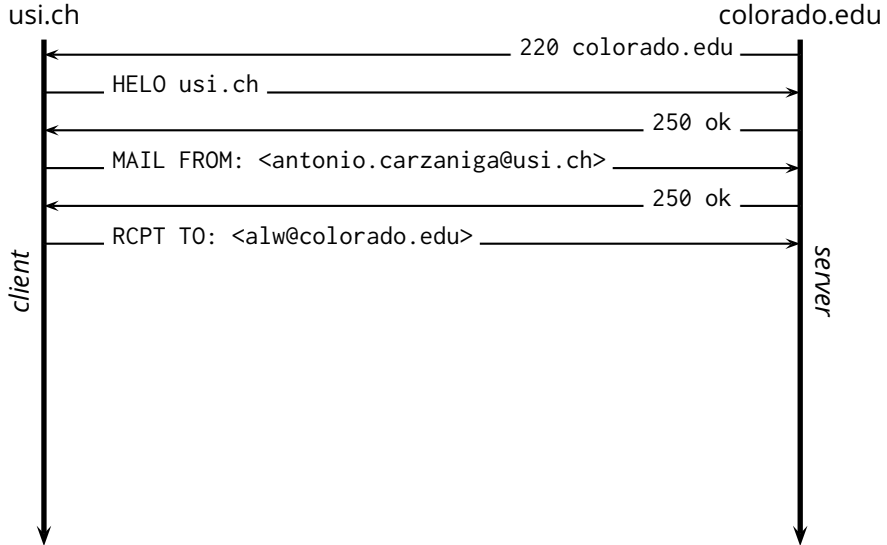 usi.ch colorado.edu
220 colorado.edu
HELO usi.ch
250 ok
MAIL FROM: <antonio.carzaniga@usi.ch>
250 ok
RCPT TO: <alw@colorado.edu>
client
server